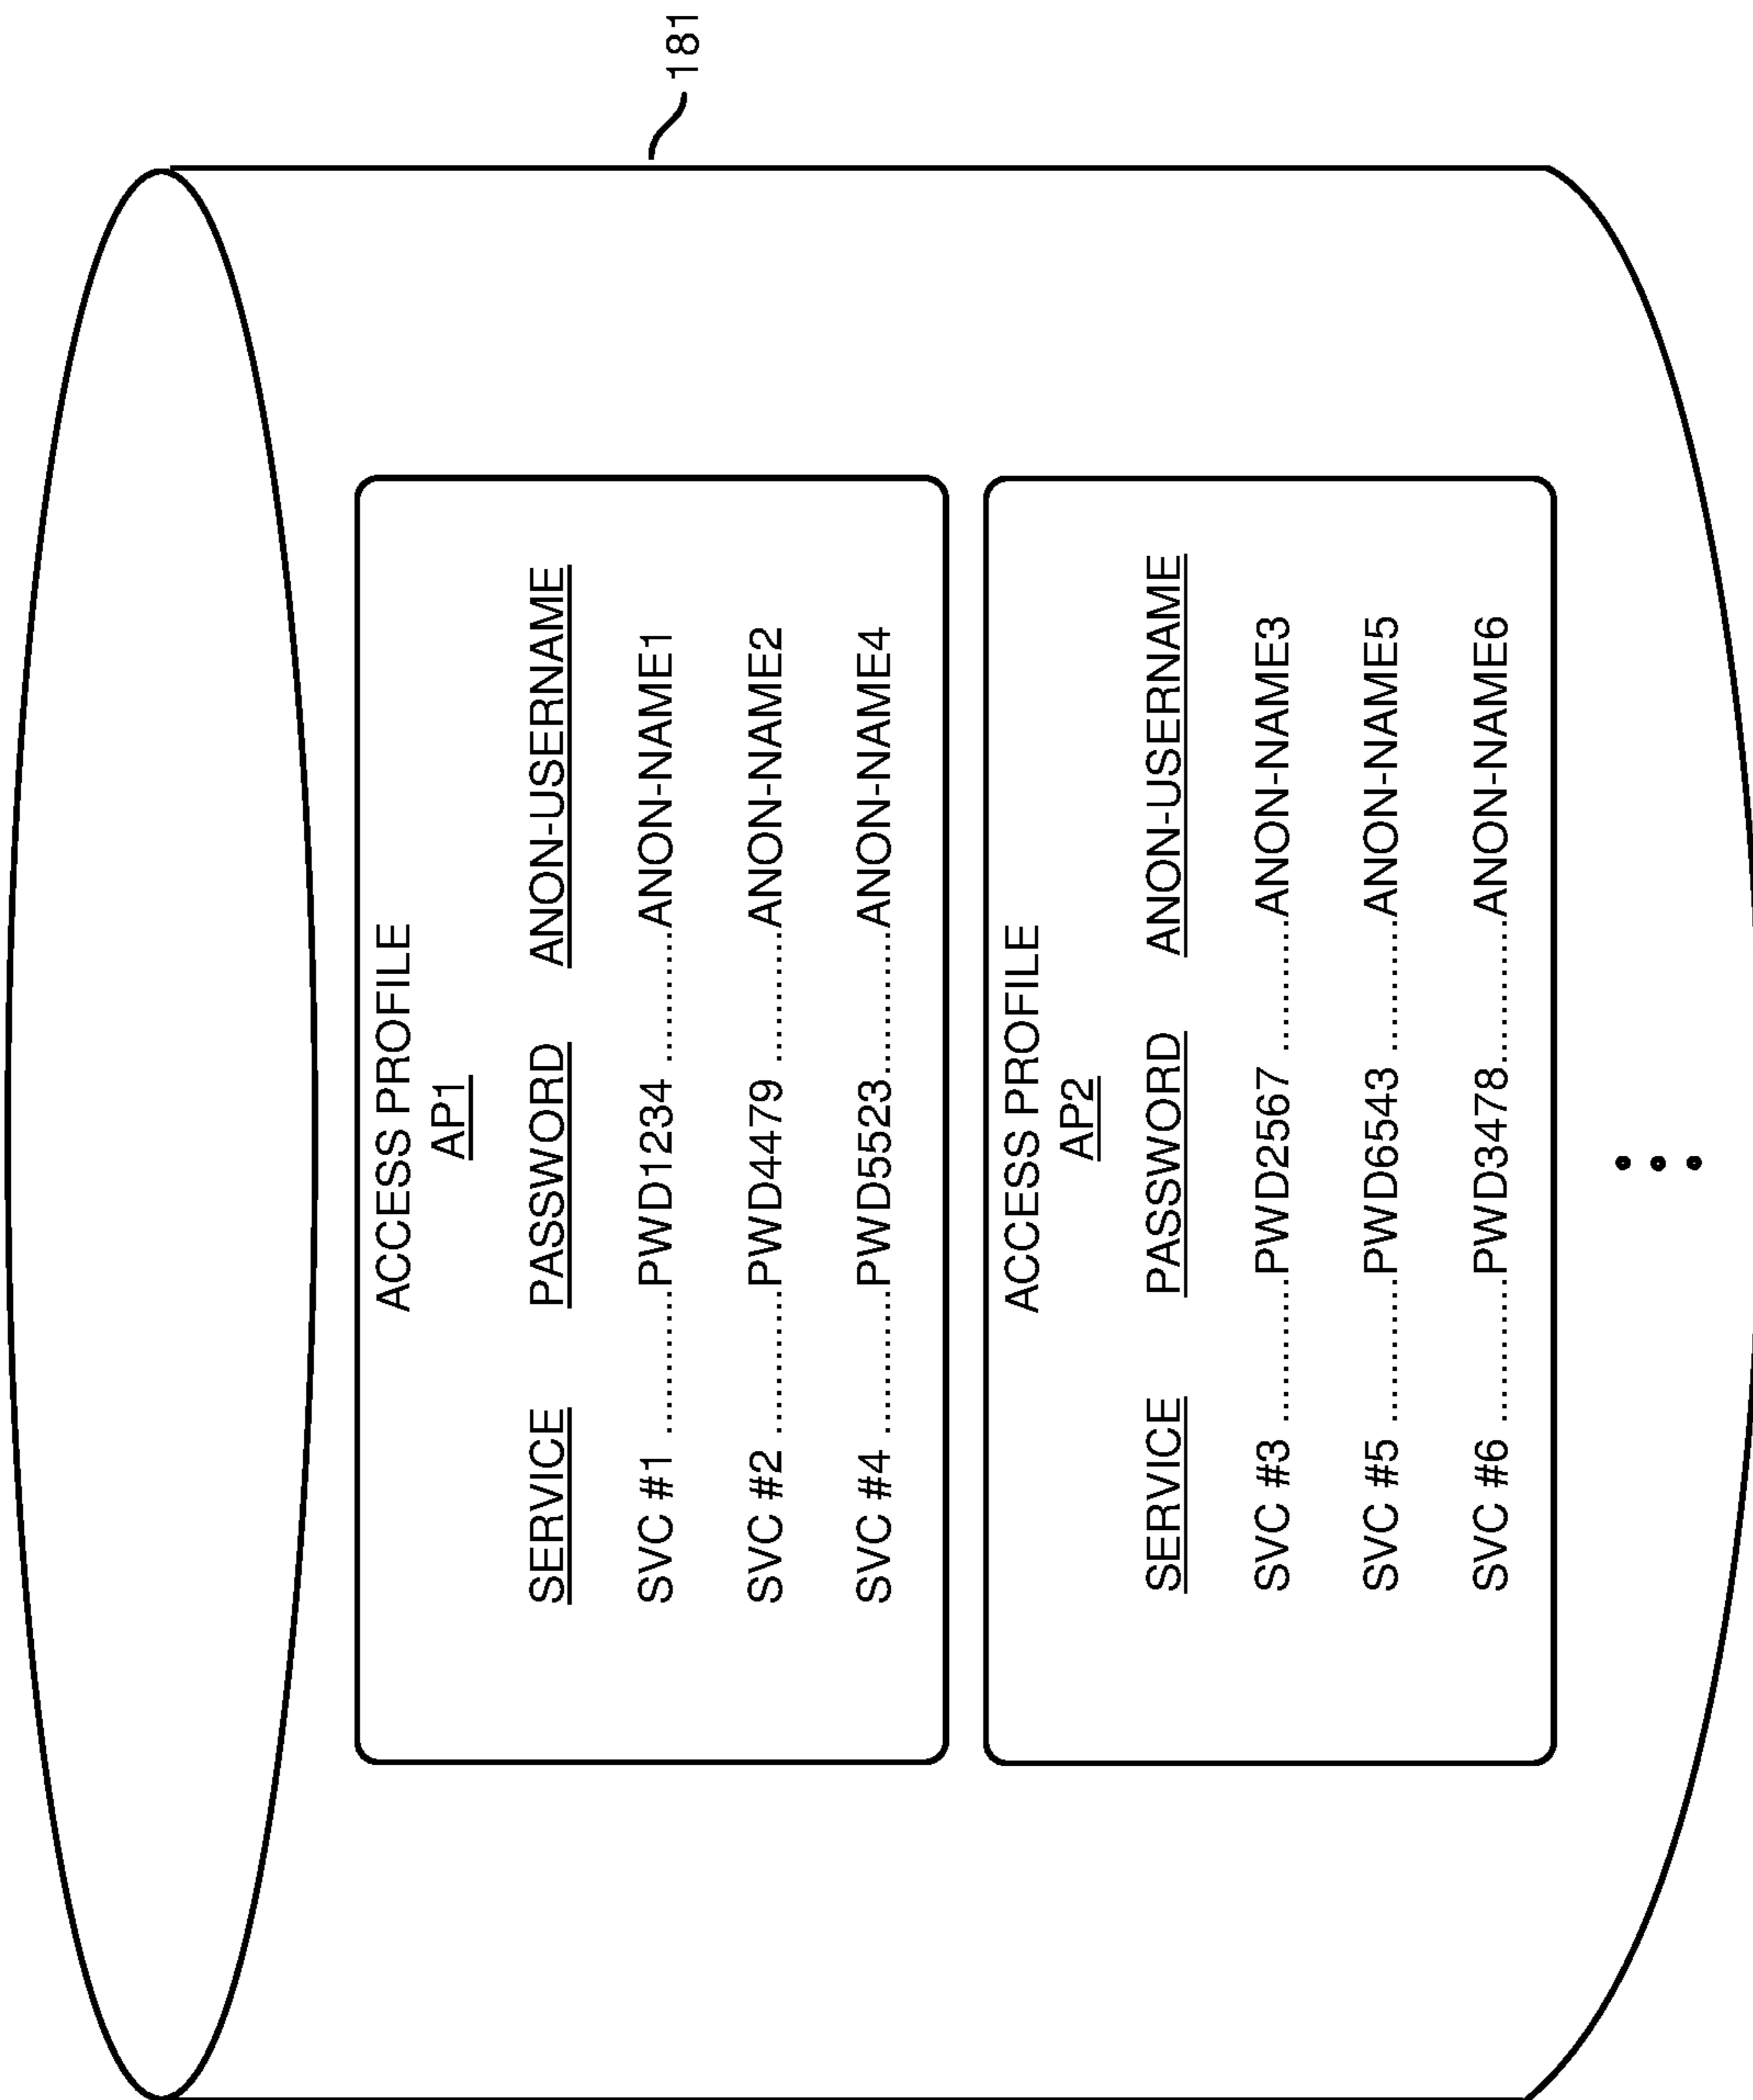 181
ACCESS PROFILE
AP1
SERVICE PASSWORD ANON-USERNAME
SVC #1 ............PWD1234 ...........ANON-NAME1
SVC #2 ............PWD4479 ...........ANON-NAME2
SVC #4 ............PWD5523............ANON-NAME4
ACCESS PROFILE
AP2
SERVICE PASSWORD ANON-USERNAME
SVC #3 ............PWD2567 ...........ANON-NAME3
SVC #5 ............PWD6543 ...........ANON-NAME5
SVC #6 ............PWD3478............ANON-NAME6